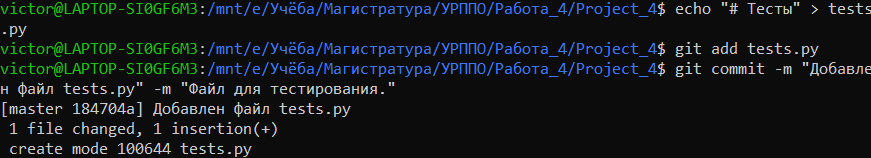 victor@LAPTOP-SI0GF6M3:/mnt/e/Учёба/Магистратура/УРППО/Работа_4/Project_4$ echo "# Тесты" > tests
.py
victor@LAPTOP-SI0GF6M3:/mnt/e/Учёба/Магистратура/УРППО/Работа_4/Project_4$ git add tests.py
victor@LAPTOP-SI0GF6M3:/mnt/e/Учёба/Магистратура/УРППО/Работа_4/Project_4$ git commit -m "Добавле
н файл tests.py" -m "Файл для тестирования."
[master 184704a] Добавлен файл tests.py
 1 file changed, 1 insertion(+)
 create mode 100644 tests.py